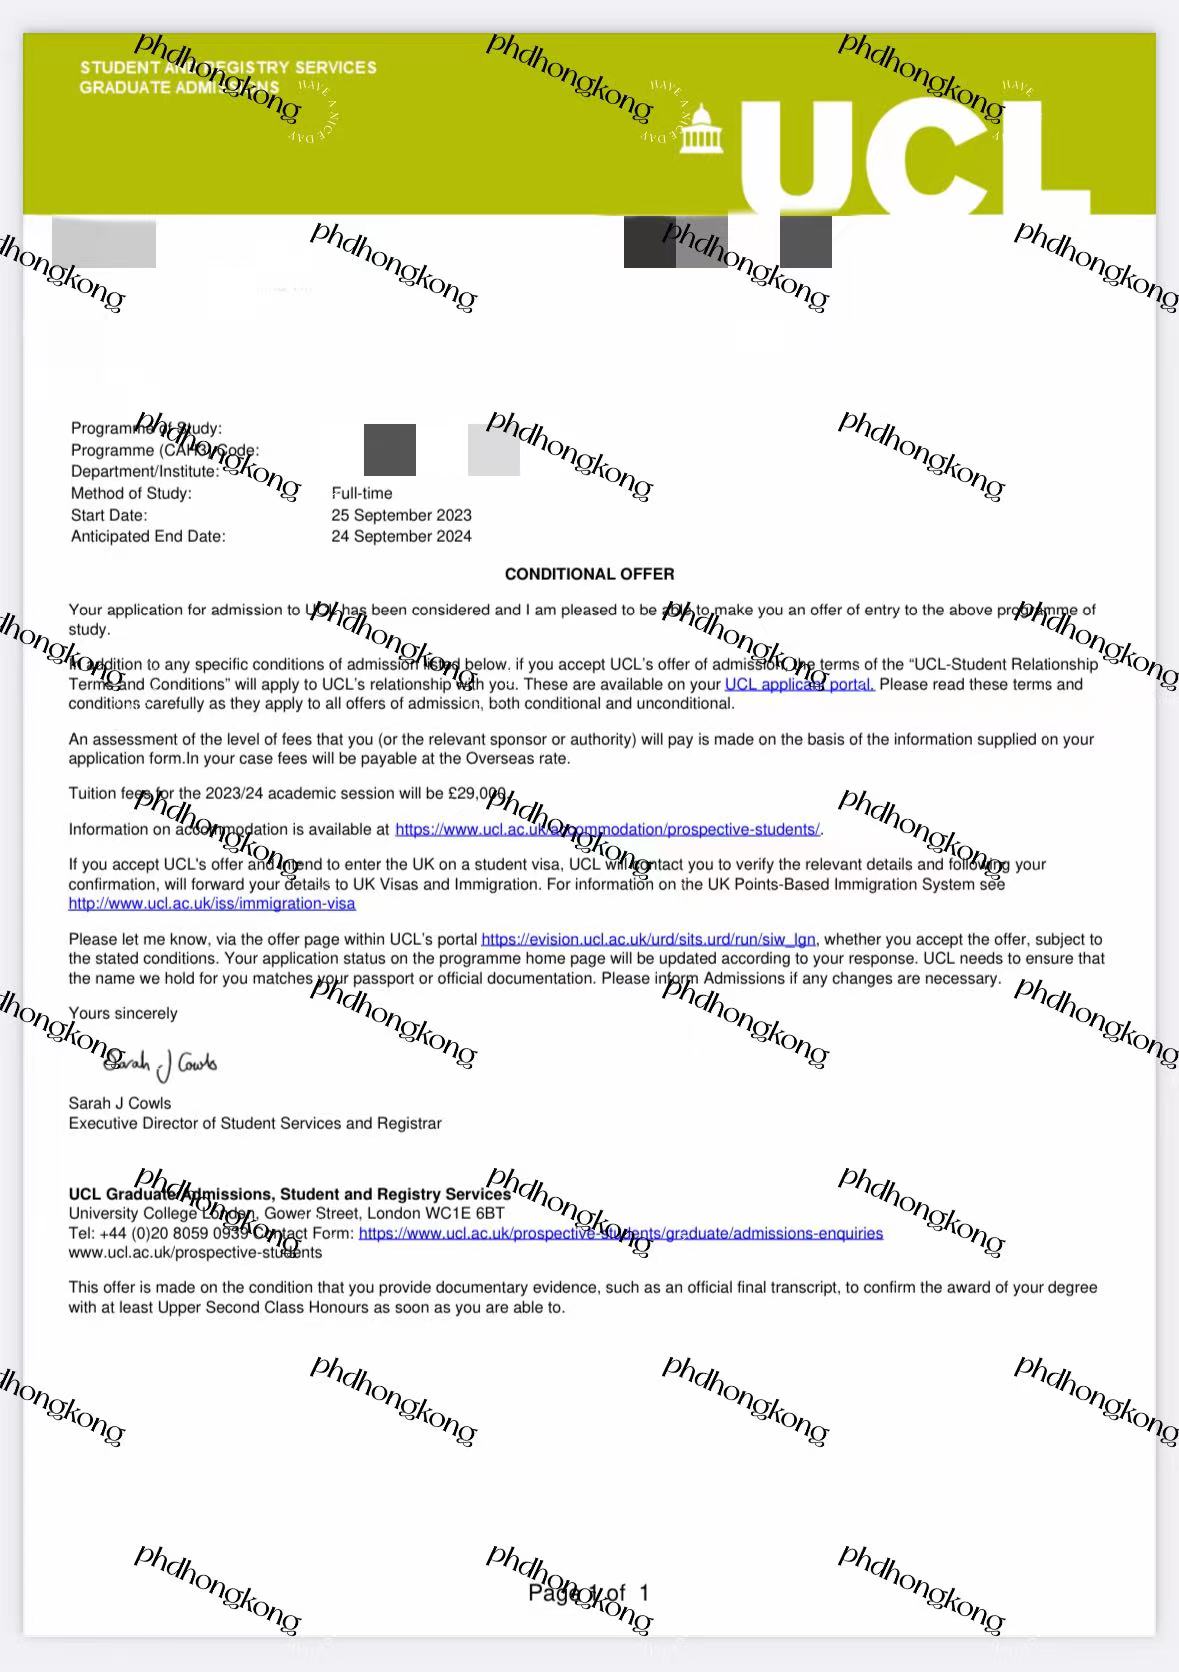 STUDENT AND REGISTRY SERVICES
GRADUATE ADMISSIONS
UCL
HAVE A NICE DAY
phdhongkong
Programme of Study:
Programme (CAH3) Code:
Department/Institute:
Method of Study: Full-time
Start Date: 25 September 2023
Anticipated End Date: 24 September 2024
CONDITIONAL OFFER
Your application for admission to UCL has been considered and I am pleased to be able to make you an offer of entry to the above programme of
study.
In addition to any specific conditions of admission listed below. if you accept UCL's offer of admission, the terms of the “UCL-Student Relationship
Terms and Conditions” will apply to UCL's relationship with you. These are available on your UCL applicant portal. Please read these terms and
conditions carefully as they apply to all offers of admission, both conditional and unconditional.
An assessment of the level of fees that you (or the relevant sponsor or authority) will pay is made on the basis of the information supplied on your
application form.In your case fees will be payable at the Overseas rate.
Tuition fees for the 2023/24 academic session will be £29,000.
Information on accommodation is available at https://www.ucl.ac.uk/accommodation/prospective-students/.
If you accept UCL's offer and intend to enter the UK on a student visa, UCL will contact you to verify the relevant details and following your
confirmation, will forward your details to UK Visas and Immigration. For information on the UK Points-Based Immigration System see
http://www.ucl.ac.uk/iss/immigration-visa
Please let me know, via the offer page within UCL's portal https://evision.ucl.ac.uk/urd/sits.urd/run/siw_lgn, whether you accept the offer, subject to
the stated conditions. Your application status on the programme home page will be updated according to your response. UCL needs to ensure that
the name we hold for you matches your passport or official documentation. Please inform Admissions if any changes are necessary.
Yours sincerely
Sarah J Cowls
Sarah J Cowls
Executive Director of Student Services and Registrar
UCL Graduate Admissions, Student and Registry Services
University College London, Gower Street, London WC1E 6BT
Tel: +44 (0)20 8059 0939 Contact Form: https://www.ucl.ac.uk/prospective-students/graduate/admissions-enquiries
www.ucl.ac.uk/prospective-students
This offer is made on the condition that you provide documentary evidence, such as an official final transcript, to confirm the award of your degree
with at least Upper Second Class Honours as soon as you are able to.
Page 1 of 1